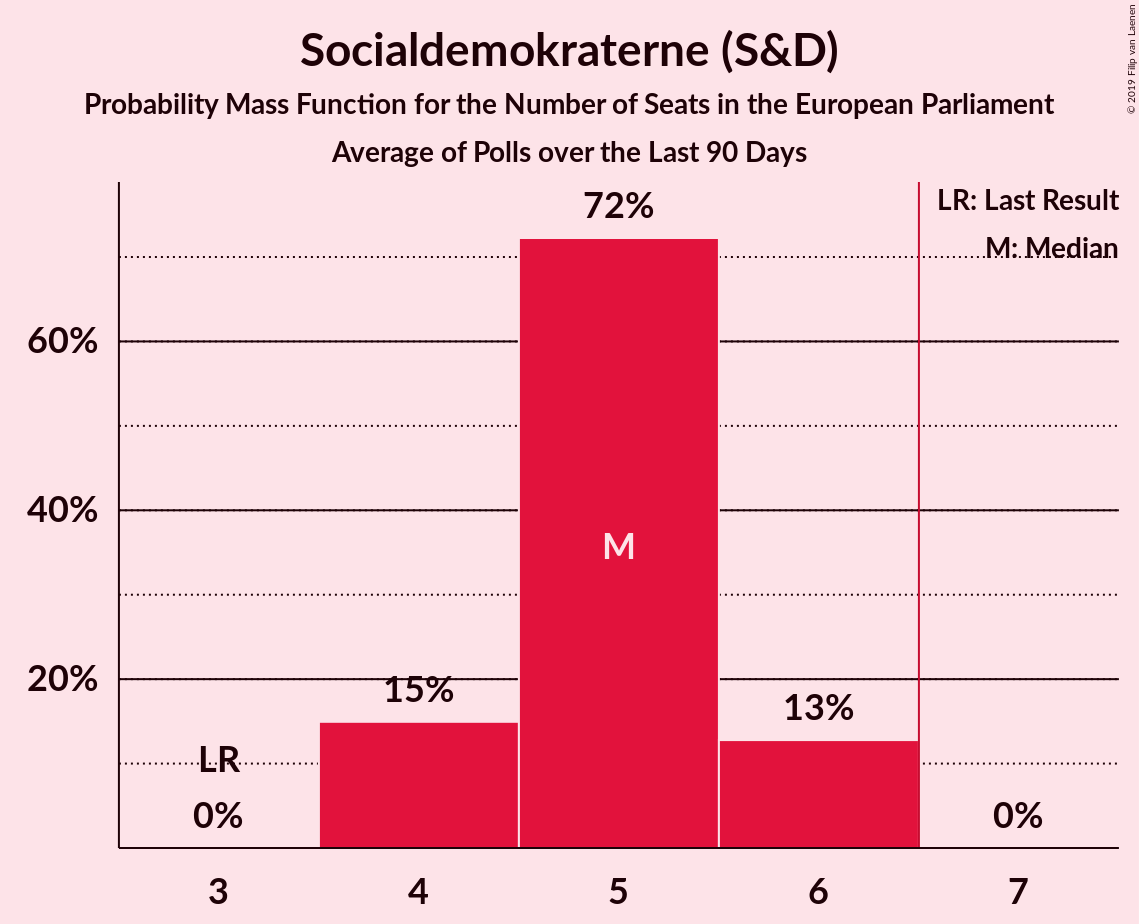 Socialdemokraterne (S&D)
Probability Mass Function for the Number of Seats in the European Parliament
Average of Polls over the Last 90 Days
© 2019 Filip van Laenen
LR: Last Result
M: Median
72%
60%
40%
M
20%
15%
13%
LR
0%
0%
3 4 5 6 7